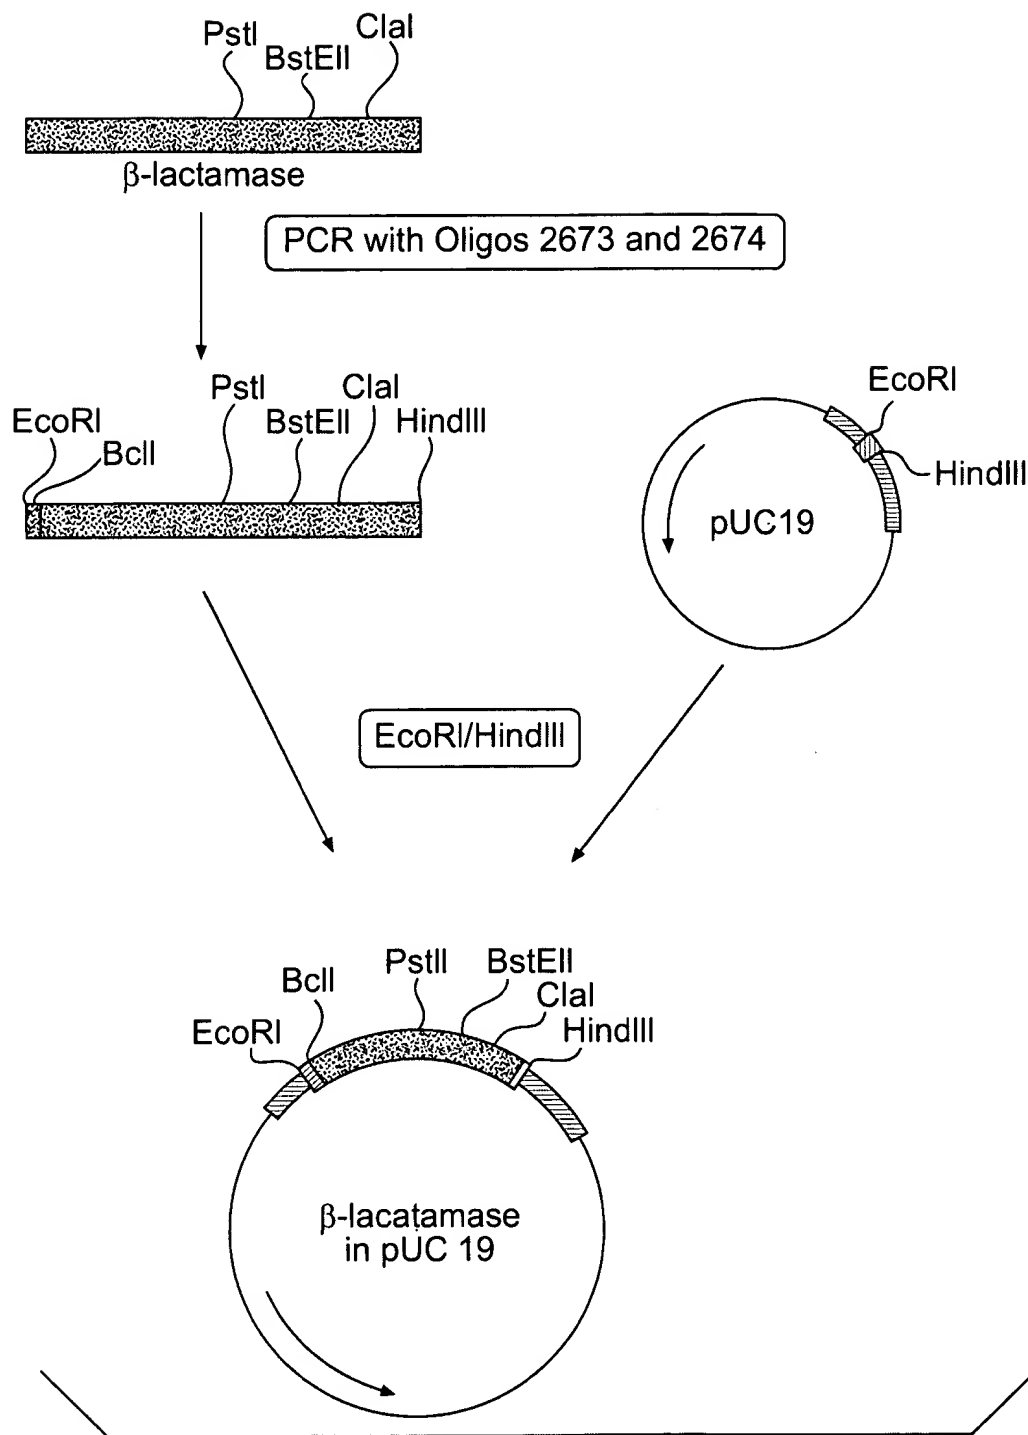 PstI
BstEII
ClaI
β-lactamase
PCR with Oligos 2673 and 2674
EcoRI
BclI
PstI
BstEII
ClaI
HindIII
EcoRI
HindIII
pUC19
EcoRI/HindIII
EcoRI
BclI
PstII
BstEII
ClaI
HindIII
β-lacatamase
in pUC 19